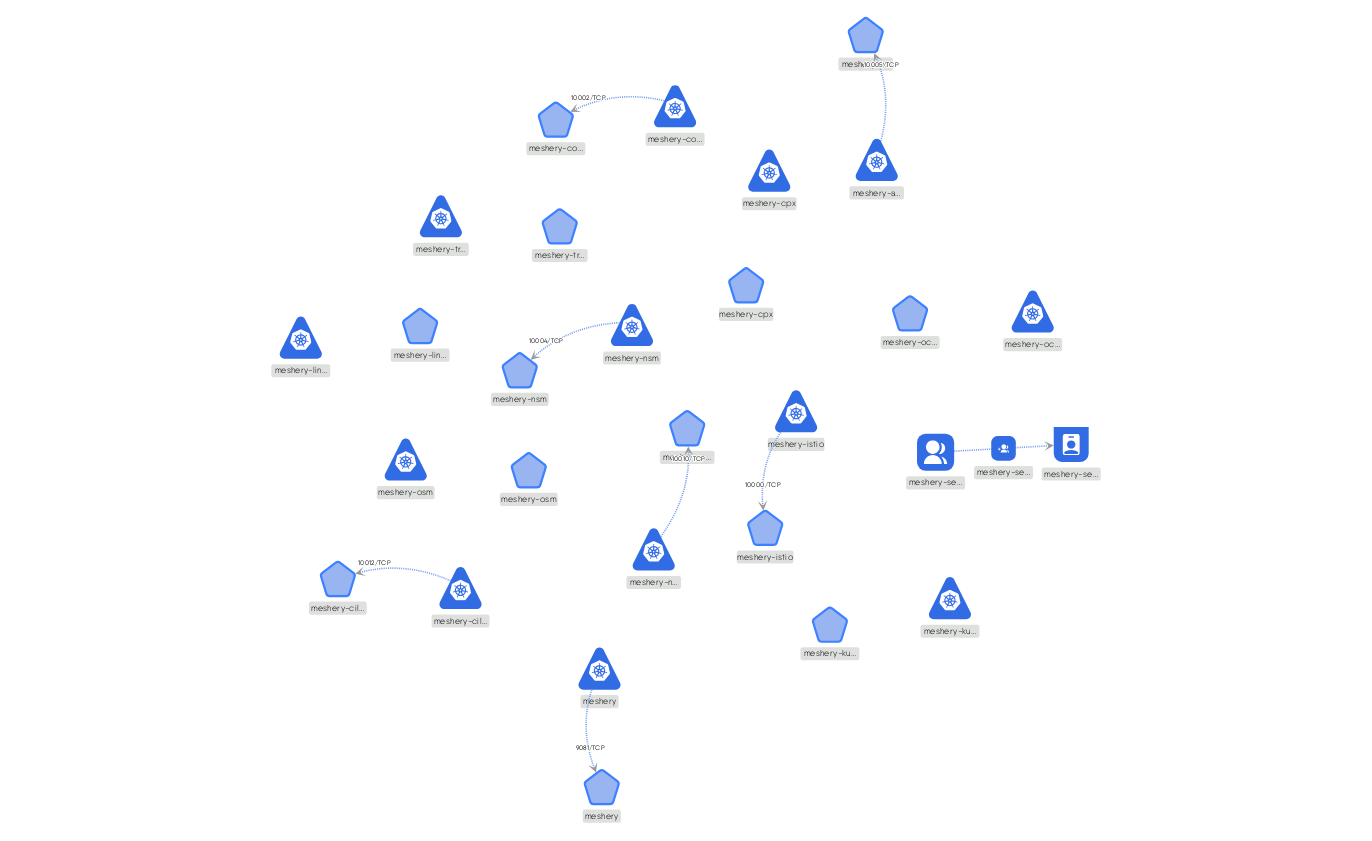 10005/TCP
10002/TCP
meshery-co...
meshery-co...
meshery-a...
meshery-cpx
meshery-tr...
meshery-tr...
meshery-cpx
10004/TCP
meshery-oc...
meshery-oc...
meshery-lin...
meshery-lin...
meshery-nsm
meshery-nsm
meshery-istio
10010/TCP
meshery-se...
meshery-se...
meshery-se...
10000/TCP
meshery-osm
meshery-osm
meshery-istio
10012/TCP
meshery-n...
meshery-cil...
meshery-cil...
meshery-ku...
meshery-ku...
meshery
9081/TCP
meshery